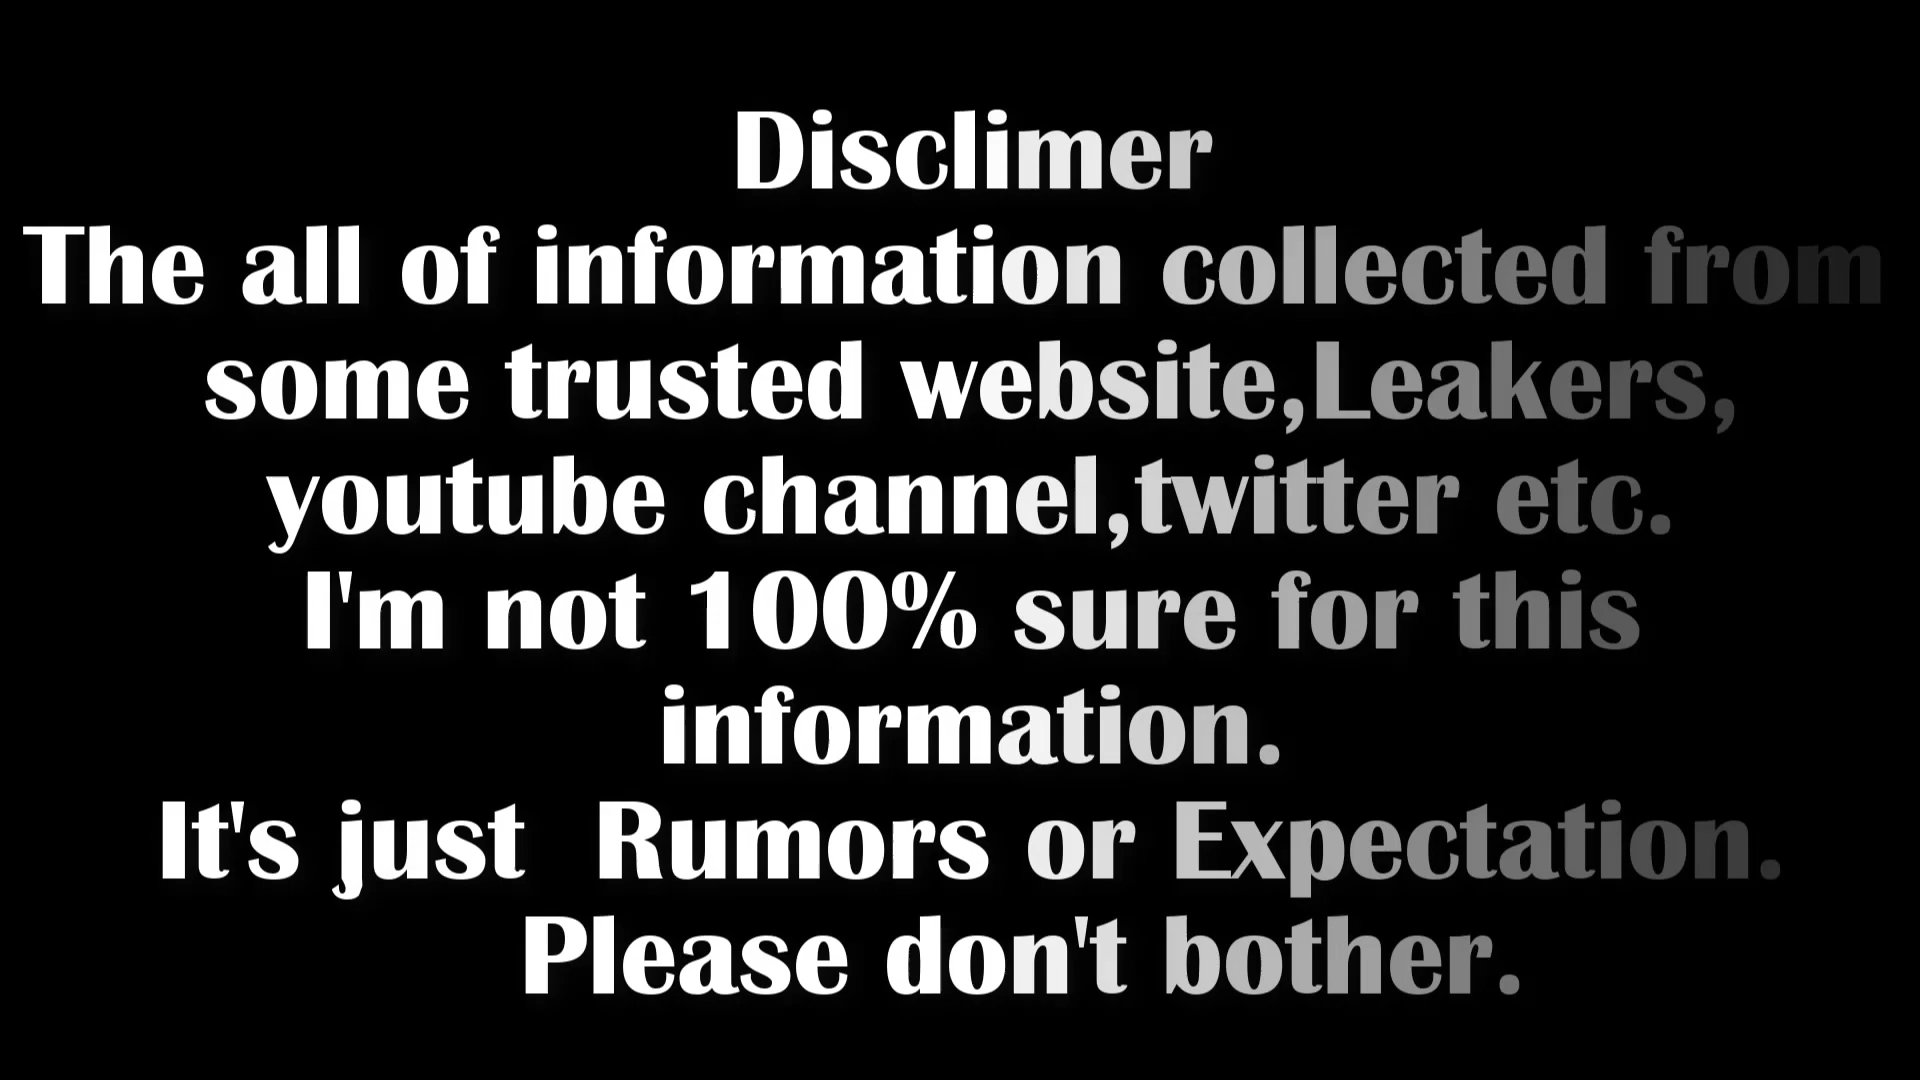 Disclimer
The all of information collected from
some trusted website,Leakers,
youtube channel,twitter etc.
I'm not 100% sure for this
information.
It's just  Rumors or Expectation.
Please don't bother.